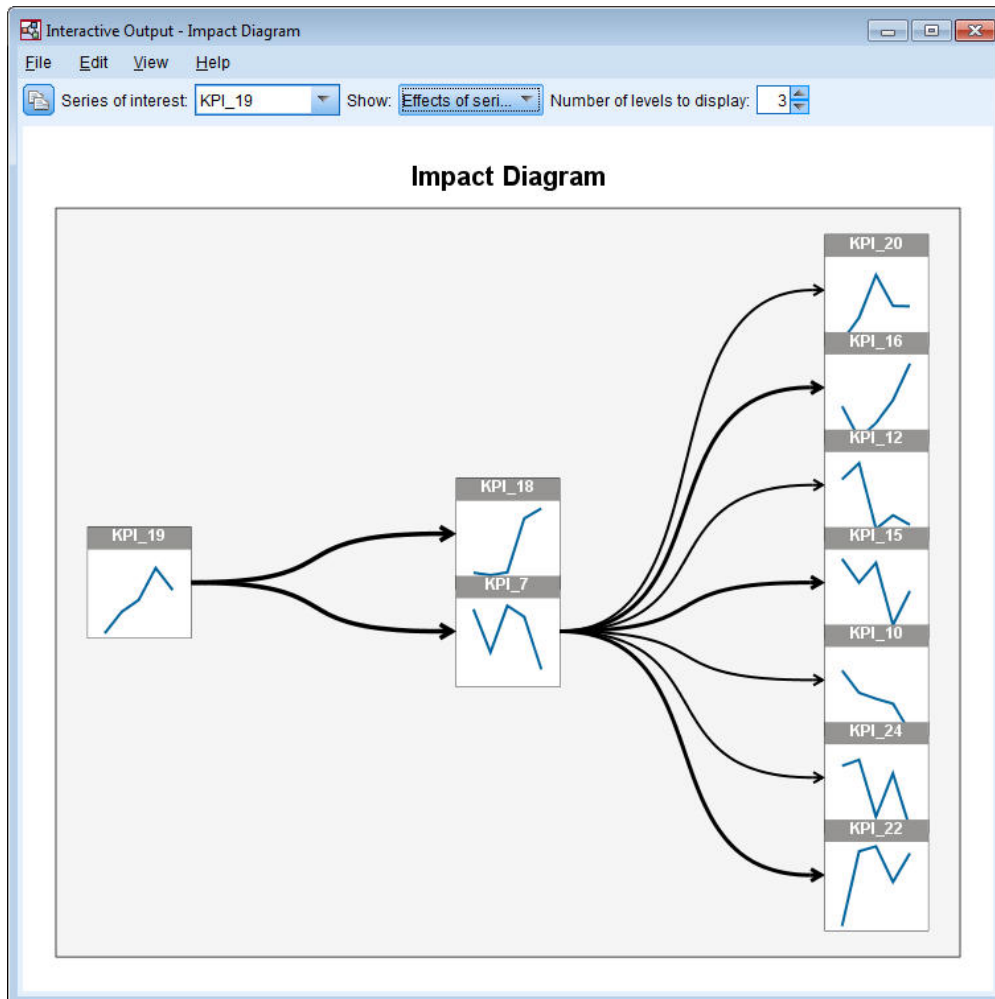 Interactive Output - Impact Diagram
File Edit View Help
Series of interest: KPI_19 Show: Effects of seri... Number of levels to display: 3
Impact Diagram
KPI_20
KPI_16
KPI_12
KPI_18
KPI_19
KPI_15
KPI_7
KPI_10
KPI_24
KPI_22